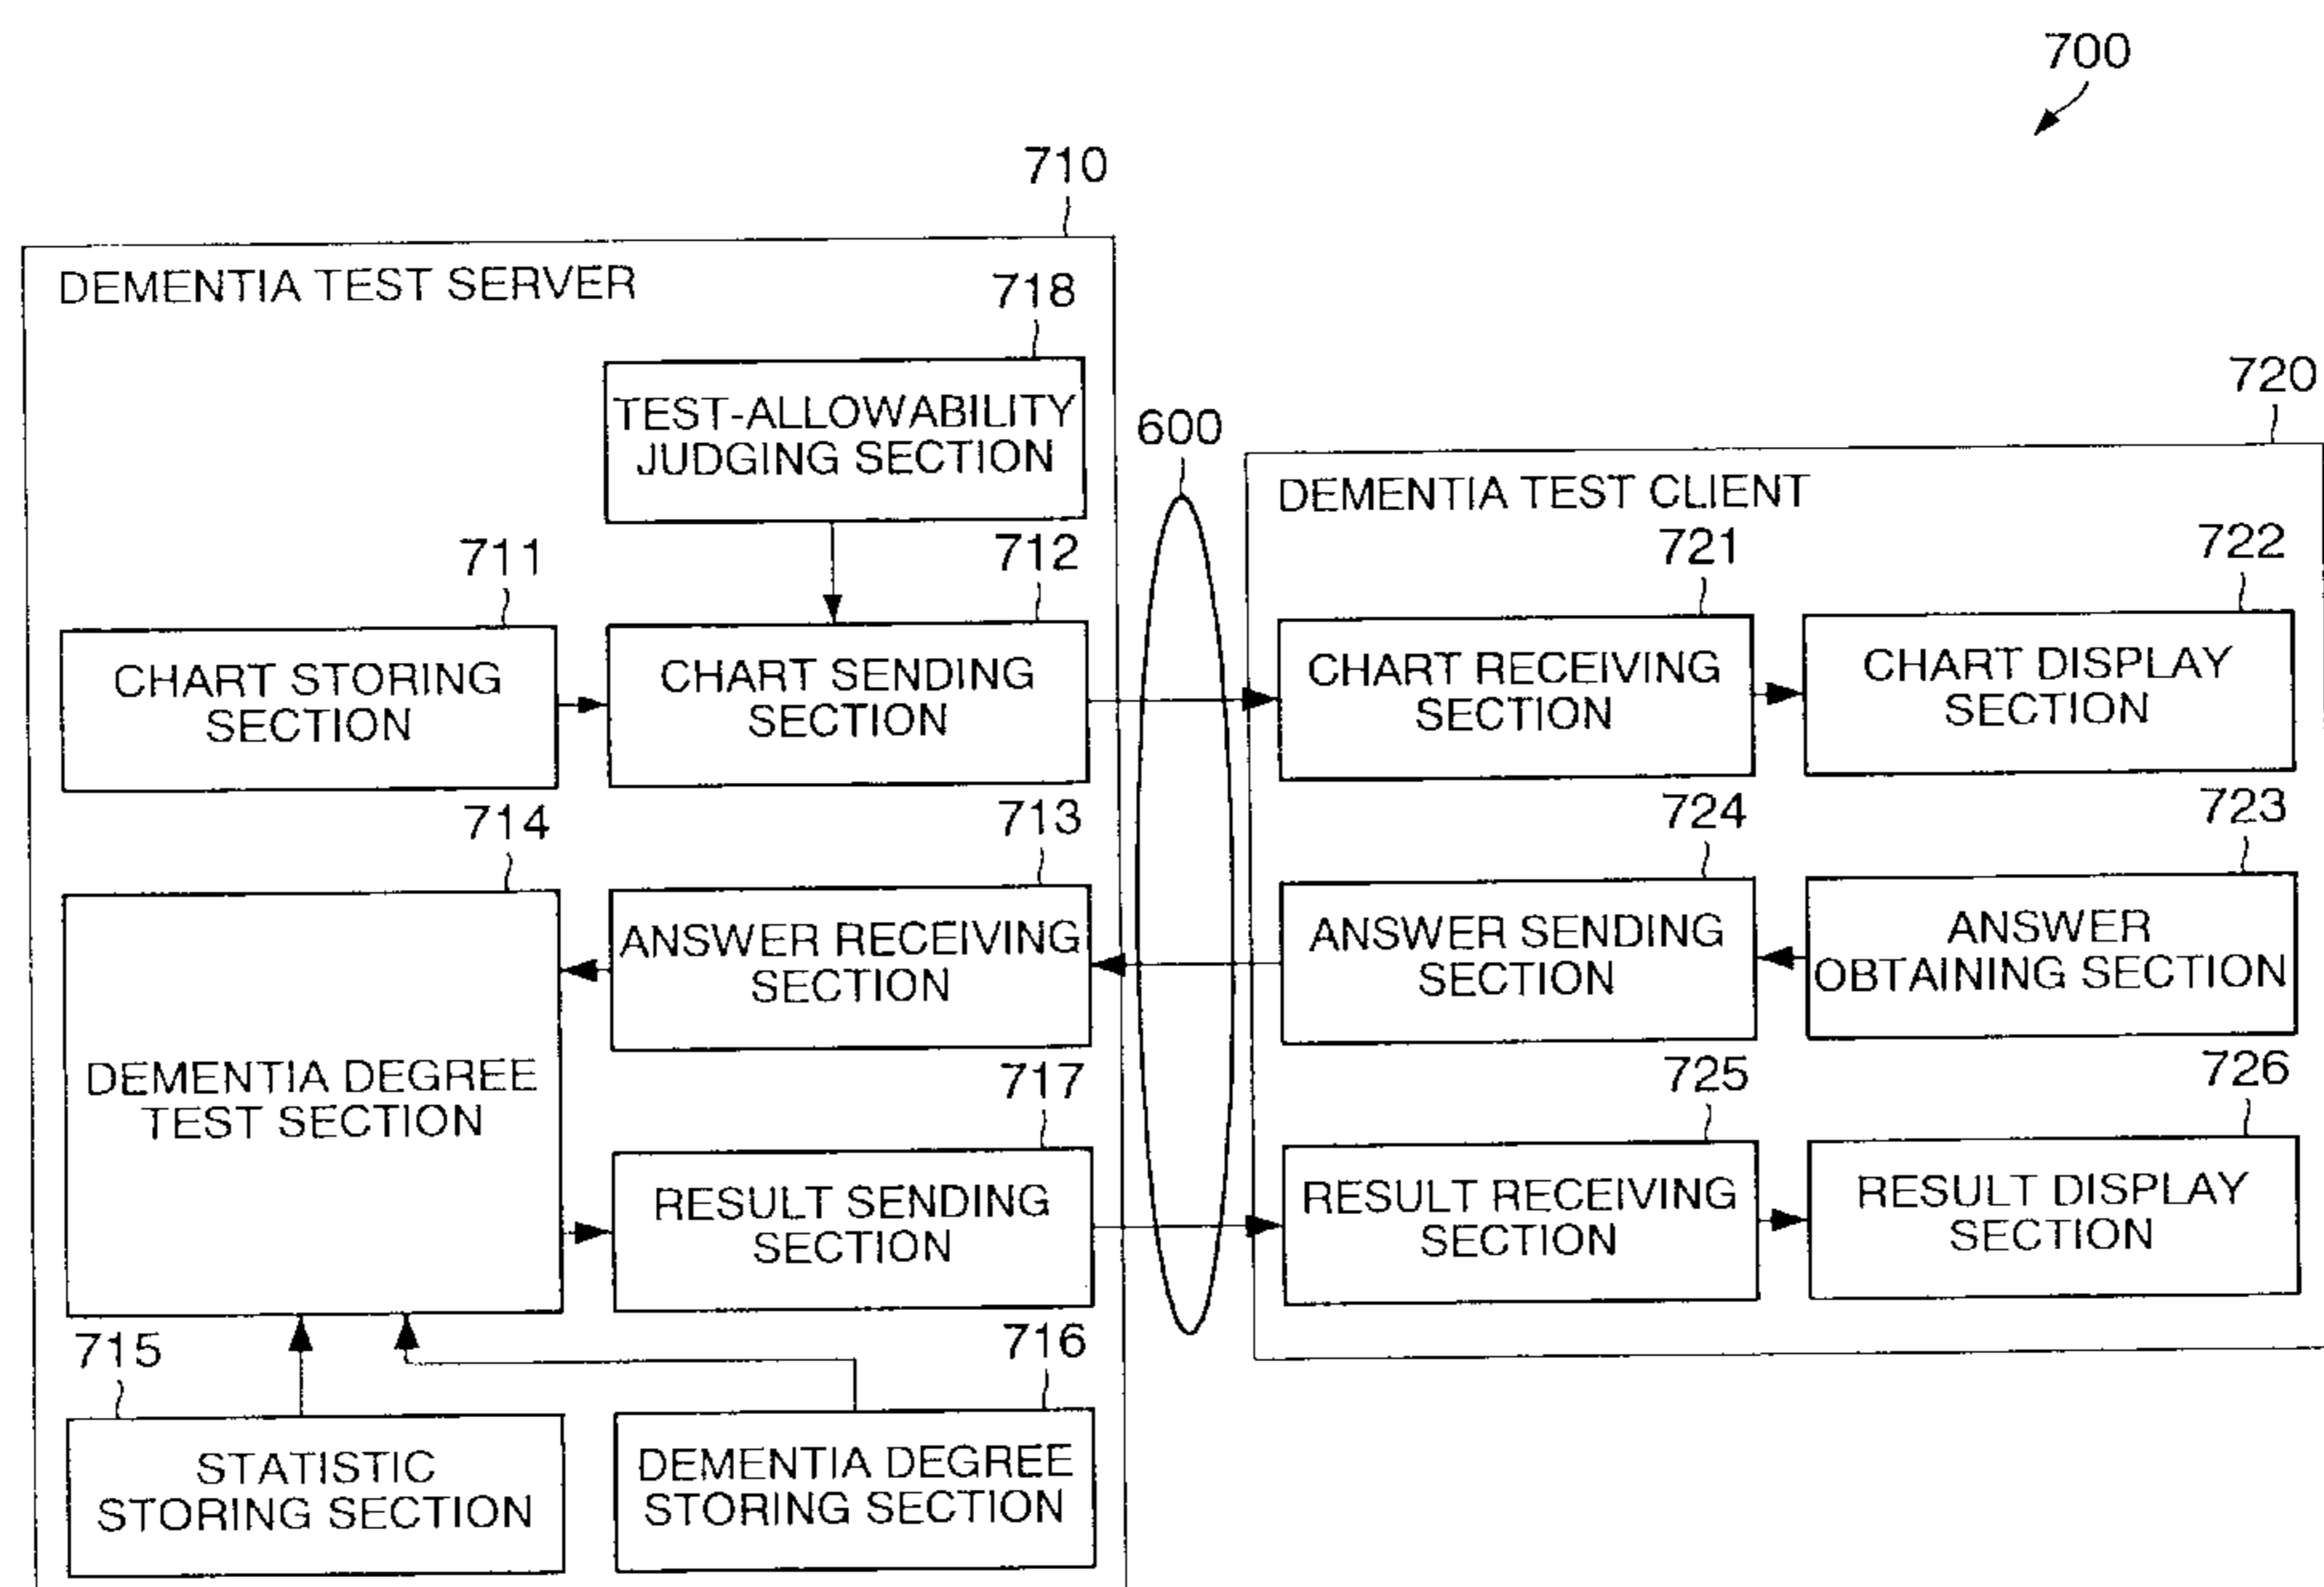 700
710
DEMENTIA TEST SERVER
718
TEST-ALLOWABILITY
JUDGING SECTION
720
600
DEMENTIA TEST CLIENT
711
712
721
722
CHART STORING
SECTION
CHART SENDING
SECTION
CHART RECEIVING
SECTION
CHART DISPLAY
SECTION
714
713
724
723
DEMENTIA DEGREE
TEST SECTION
ANSWER RECEIVING
SECTION
ANSWER SENDING
SECTION
ANSWER
OBTAINING SECTION
717
725
726
RESULT SENDING
SECTION
RESULT RECEIVING
SECTION
RESULT DISPLAY
SECTION
715
716
STATISTIC
STORING SECTION
DEMENTIA DEGREE
STORING SECTION